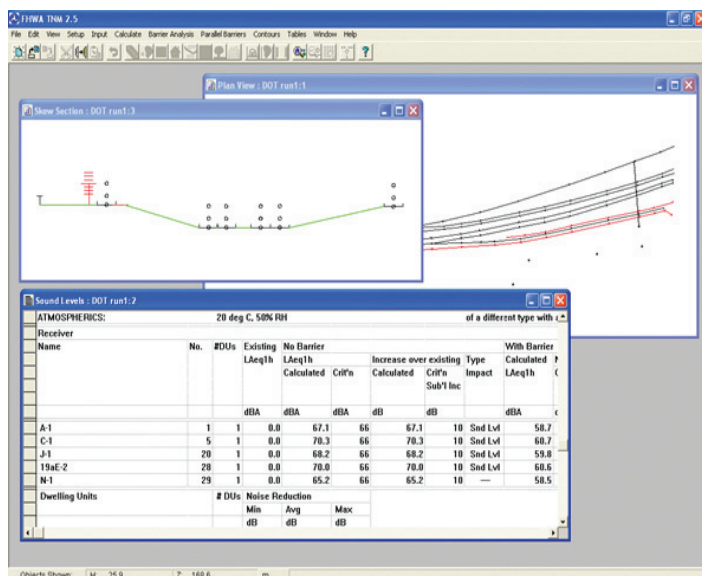 FHWA TNM 2.5
File Edit View Setup Input Calculate Barrier Analysis Parallel Barriers Contours Tables Window Help
Plan View : DOT run1:1
Skew Section : DOT run1:3
Sound Levels : DOT run1:2
ATMOSPHERICS: 20 deg C, 50% RH of a different type with
Receiver
Name No. #DUs Existing No Barrier With Barrier
LAeq1h LAeq1h Increase over existing Type Calculated
Calculated Crit'n Calculated Crit'n Impact LAeq1h
Sub'l Inc
dBA dBA dBA dB dB dBA
A-1 1 1 0.0 67.1 66 67.1 10 Snd Lvl 58.7
C-1 5 1 0.0 70.3 66 70.3 10 Snd Lvl 60.7
J-1 20 1 0.0 68.2 66 68.2 10 Snd Lvl 59.8
19aE-2 28 1 0.0 70.0 66 70.0 10 Snd Lvl 60.6
N-1 29 1 0.0 65.2 66 65.2 10 — 58.5
Dwelling Units # DUs Noise Reduction
Min Avg Max
dB dB dB
Objects Shown: